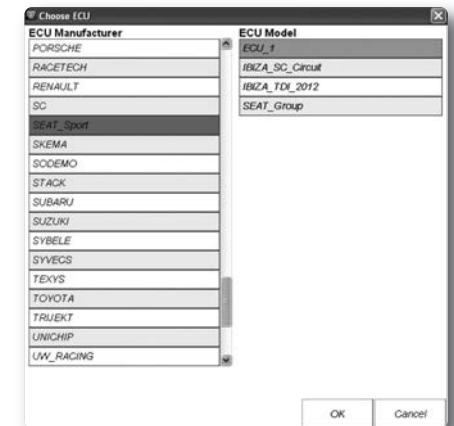 Choose ECU
ECU Manufacturer
PORSCHE
RACETECH
RENAULT
SC
SEAT_Sport
SKEMA
SODEMO
STACK
SUBARU
SUZUKI
SYBELE
SYVECS
TEXYS
TOYOTA
TRIJEKT
UNICHIP
UW_RACING
ECU Model
ECU_1
IBIZA_SC_Circuit
IBIZA_TDI_2012
SEAT_Group
OK
Cancel